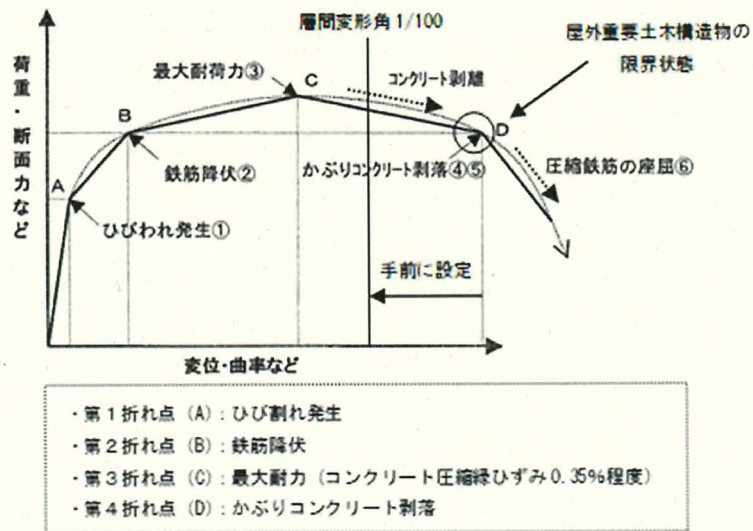 層間変形角1/100
屋外重要土木構造物の
限界状態
荷重・断面力など
最大耐荷力③
C
コンクリート剥離
B
D
鉄筋降伏②
かぶりコンクリート剥落④⑤
圧縮鉄筋の座屈⑥
A
ひびわれ発生①
手前に設定
変位・曲率など
・第1折れ点（A）：ひび割れ発生
・第2折れ点（B）：鉄筋降伏
・第3折れ点（C）：最大耐力（コンクリート圧縮縁ひずみ0.35%程度）
・第4折れ点（D）：かぶりコンクリート剥落